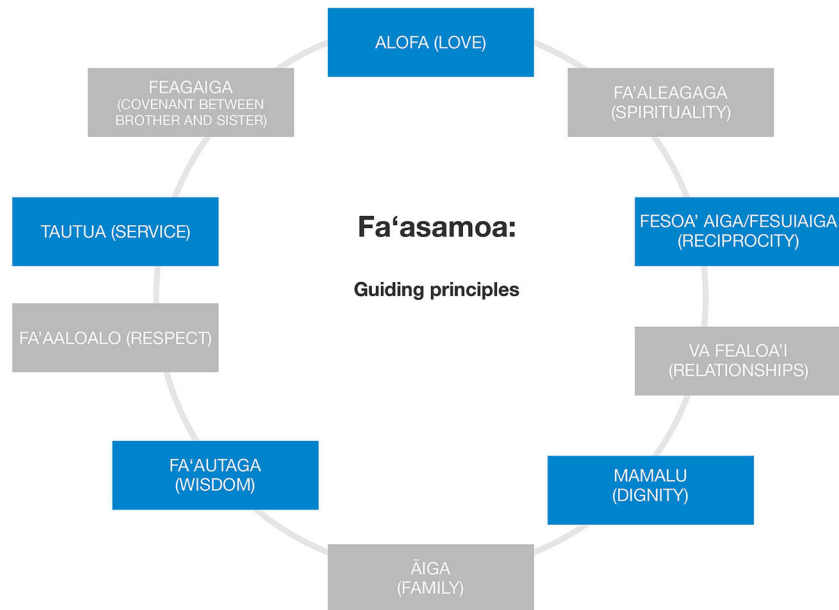 ALOFA (LOVE)
FEAGAIGA
(COVENANT BETWEEN
BROTHER AND SISTER)
FA'ALEAGAGA
(SPIRITUALITY)
TAUTUA (SERVICE)
Fa‘asamoa:
Guiding principles
FESOA’ AIGA/FESUIAIGA
(RECIPROCITY)
FA’AALOALO (RESPECT)
VA FEALOA’I
(RELATIONSHIPS)
FA‘AUTAGA
(WISDOM)
MAMALU
(DIGNITY)
ĀIGA
(FAMILY)